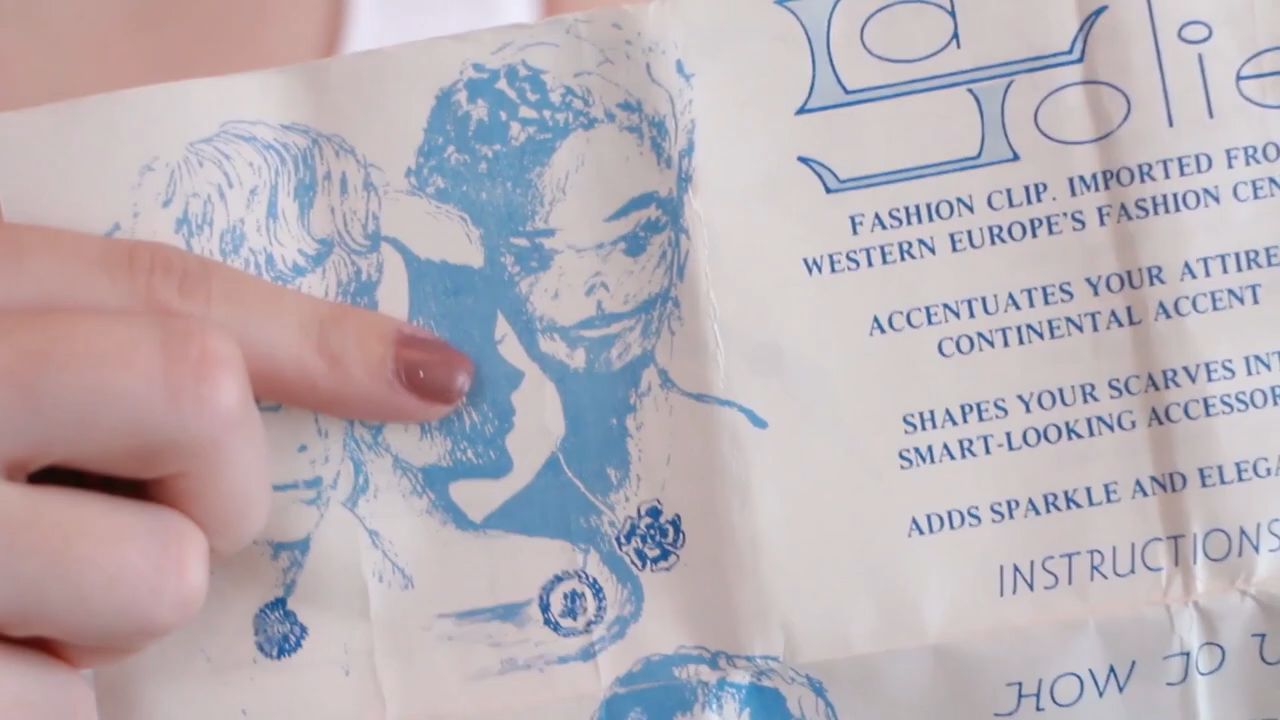 La
Jolie
FASHION CLIP. IMPORTED FRO
WESTERN EUROPE'S FASHION CEN
ACCENTUATES YOUR ATTIRE
CONTINENTAL ACCENT
SHAPES YOUR SCARVES INT
SMART-LOOKING ACCESSOR
ADDS SPARKLE AND ELEGA
INSTRUCTIONS
HOW TO U